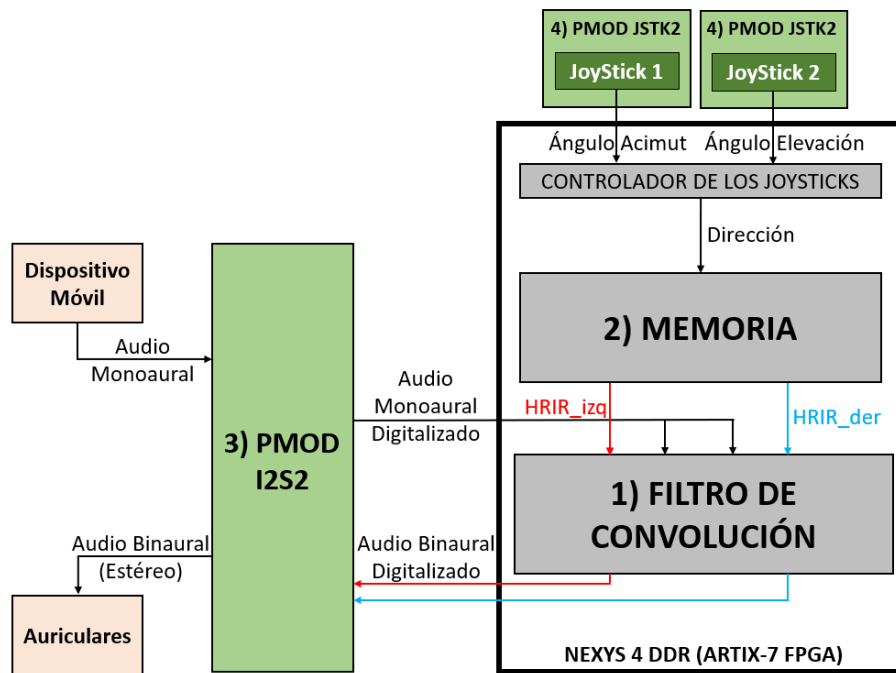 4) PMOD JSTK2
JoyStick 1
4) PMOD JSTK2
JoyStick 2
Ángulo Acimut
Ángulo Elevación
CONTROLADOR DE LOS JOYSTICKS
Dirección
Dispositivo
Móvil
Audio
Monoaural
2) MEMORIA
Audio
Monoaural
Digitalizado
HRIR_izq
HRIR_der
3) PMOD
I2S2
1) FILTRO DE
CONVOLUCIÓN
Audio Binaural
(Estéreo)
Audio Binaural
Digitalizado
Auriculares
NEXYS 4 DDR (ARTIX-7 FPGA)